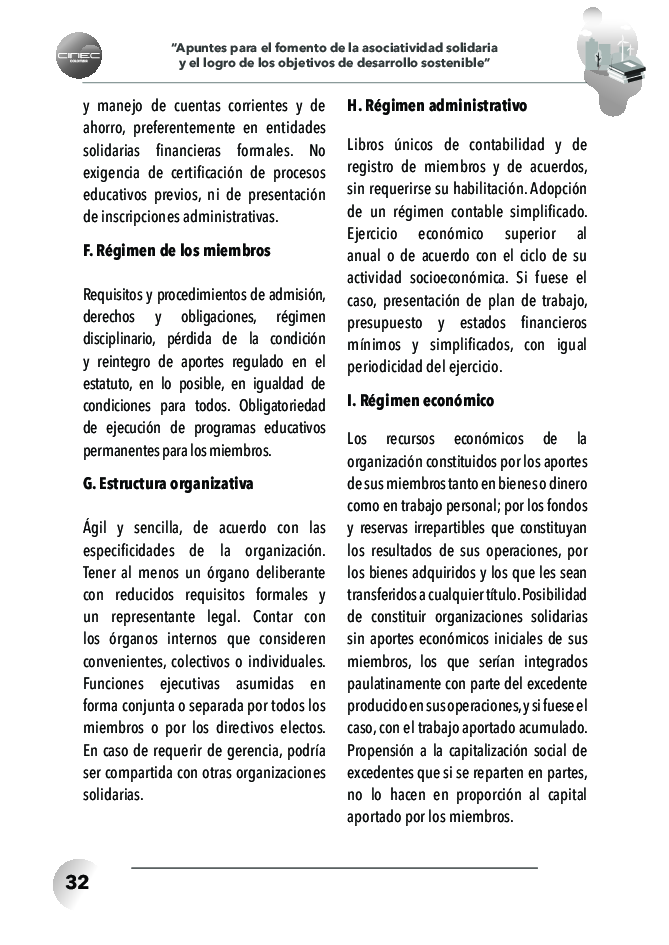 CINEC
COLOMBIA
“Apuntes para el fomento de la asociatividad solidaria
y el logro de los objetivos de desarrollo sostenible”
y manejo de cuentas corrientes y de
ahorro, preferentemente en entidades
solidarias financieras formales. No
exigencia de certificación de procesos
educativos previos, ni de presentación
de inscripciones administrativas.
F. Régimen de los miembros
Requisitos y procedimientos de admisión,
derechos y obligaciones, régimen
disciplinario, pérdida de la condición
y reintegro de aportes regulado en el
estatuto, en lo posible, en igualdad de
condiciones para todos. Obligatoriedad
de ejecución de programas educativos
permanentes para los miembros.
G. Estructura organizativa
Ágil y sencilla, de acuerdo con las
especificidades de la organización.
Tener al menos un órgano deliberante
con reducidos requisitos formales y
un representante legal. Contar con
los órganos internos que consideren
convenientes, colectivos o individuales.
Funciones ejecutivas asumidas en
forma conjunta o separada por todos los
miembros o por los directivos electos.
En caso de requerir de gerencia, podría
ser compartida con otras organizaciones
solidarias.
H. Régimen administrativo
Libros únicos de contabilidad y de
registro de miembros y de acuerdos,
sin requerirse su habilitación. Adopción
de un régimen contable simplificado.
Ejercicio económico superior al
anual o de acuerdo con el ciclo de su
actividad socioeconómica. Si fuese el
caso, presentación de plan de trabajo,
presupuesto y estados financieros
mínimos y simplificados, con igual
periodicidad del ejercicio.
I. Régimen económico
Los recursos económicos de la
organización constituidos por los aportes
de sus miembros tanto en bienes o dinero
como en trabajo personal; por los fondos
y reservas irrepartibles que constituyan
los resultados de sus operaciones, por
los bienes adquiridos y los que les sean
transferidos a cualquier título. Posibilidad
de constituir organizaciones solidarias
sin aportes económicos iniciales de sus
miembros, los que serían integrados
paulatinamente con parte del excedente
producido en sus operaciones, y si fuese el
caso, con el trabajo aportado acumulado.
Propensión a la capitalización social de
excedentes que si se reparten en partes,
no lo hacen en proporción al capital
aportado por los miembros.
32